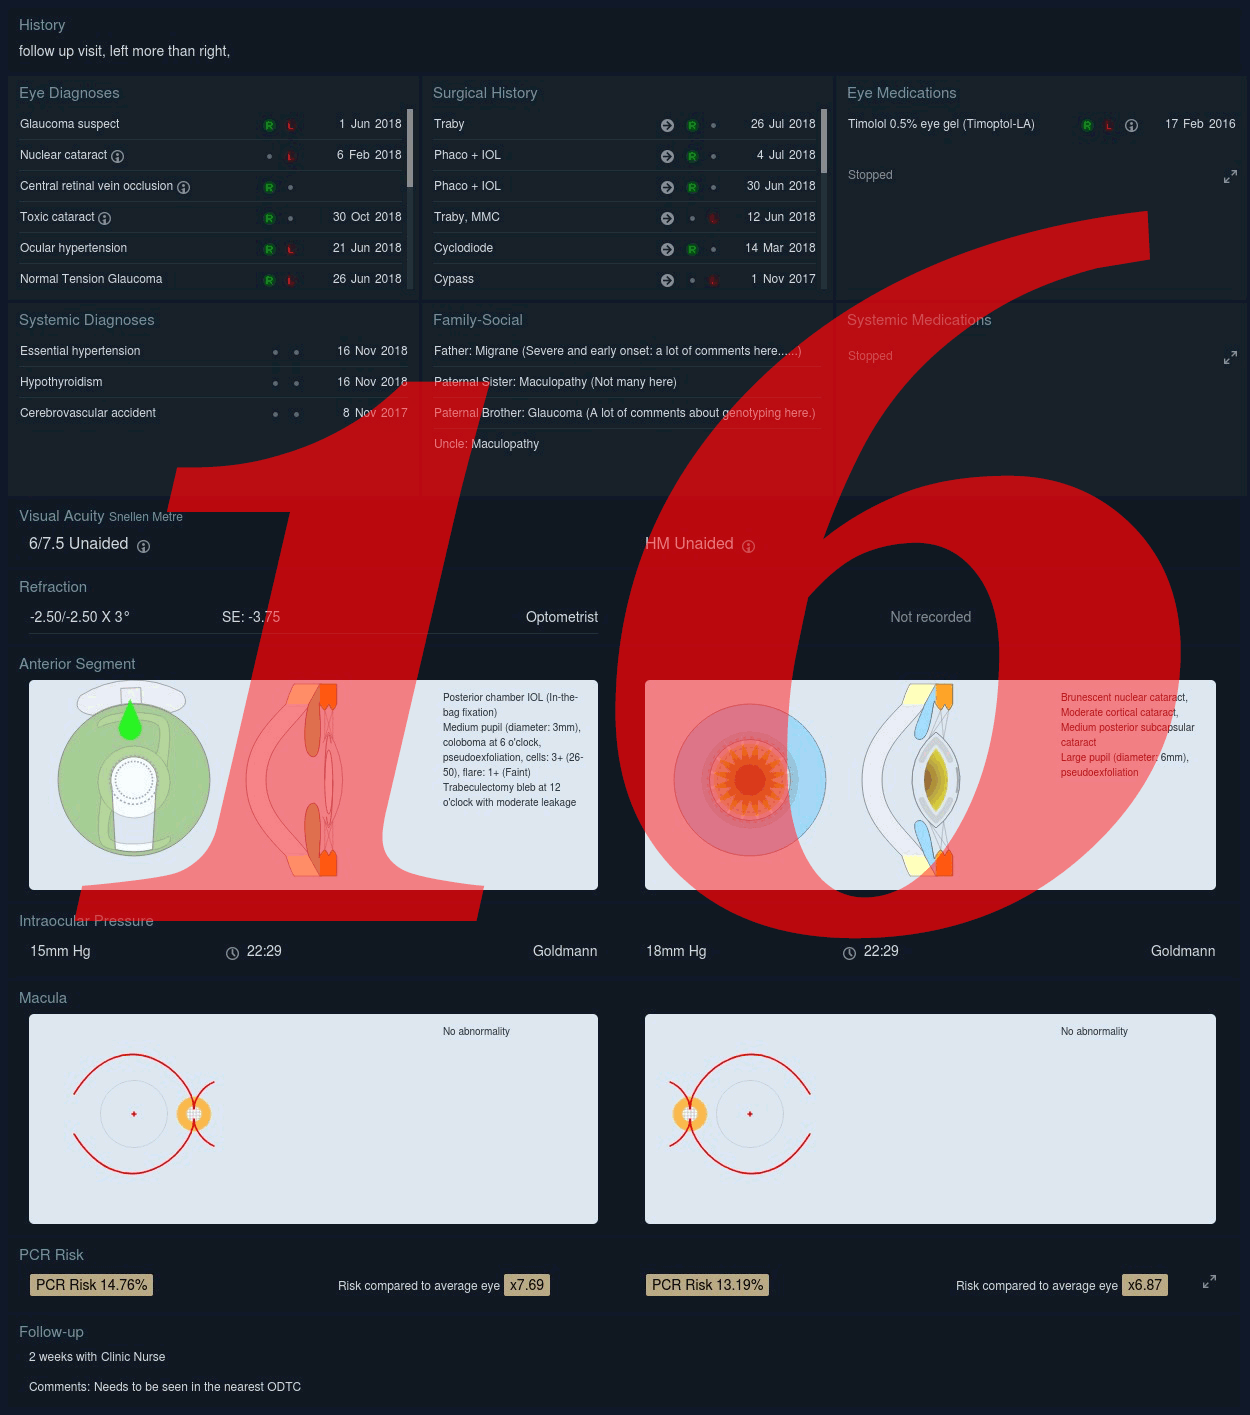 History
follow up visit, left more than right,
Eye Diagnoses
Glaucoma suspect R L 1 Jun 2018
Nuclear cataract L 6 Feb 2018
Central retinal vein occlusion R
Toxic cataract R 30 Oct 2018
Ocular hypertension R L 21 Jun 2018
Normal Tension Glaucoma R L 26 Jun 2018
Surgical History
Traby R 26 Jul 2018
Phaco + IOL R 4 Jul 2018
Phaco + IOL R 30 Jun 2018
Traby, MMC L 12 Jun 2018
Cyclodiode R 14 Mar 2018
Cypass L 1 Nov 2017
Eye Medications
Timolol 0.5% eye gel (Timoptol-LA) R L 17 Feb 2016
Stopped
Systemic Diagnoses
Essential hypertension 16 Nov 2018
Hypothyroidism 16 Nov 2018
Cerebrovascular accident 8 Nov 2017
Family-Social
Father: Migrane (Severe and early onset: a lot of comments here......)
Paternal Sister: Maculopathy (Not many here)
Paternal Brother: Glaucoma (A lot of comments about genotyping here.)
Uncle: Maculopathy
Systemic Medications
Stopped
16
Visual Acuity Snellen Metre
6/7.5 Unaided HM Unaided
Refraction
-2.50/-2.50 X 3° SE: -3.75 Optometrist Not recorded
Anterior Segment
Posterior chamber IOL (In-the-
bag fixation)
Medium pupil (diameter: 3mm),
coloboma at 6 o'clock,
pseudoexfoliation, cells: 3+ (26-
50), flare: 1+ (Faint)
Trabeculectomy bleb at 12
o'clock with moderate leakage
Brunescent nuclear cataract,
Moderate cortical cataract,
Medium posterior subcapsular
cataract
Large pupil (diameter: 6mm),
pseudoexfoliation
Intraocular Pressure
15mm Hg 22:29 Goldmann 18mm Hg 22:29 Goldmann
Macula
No abnormality No abnormality
PCR Risk
PCR Risk 14.76% Risk compared to average eye x7.69 PCR Risk 13.19% Risk compared to average eye x6.87
Follow-up
2 weeks with Clinic Nurse
Comments: Needs to be seen in the nearest ODTC